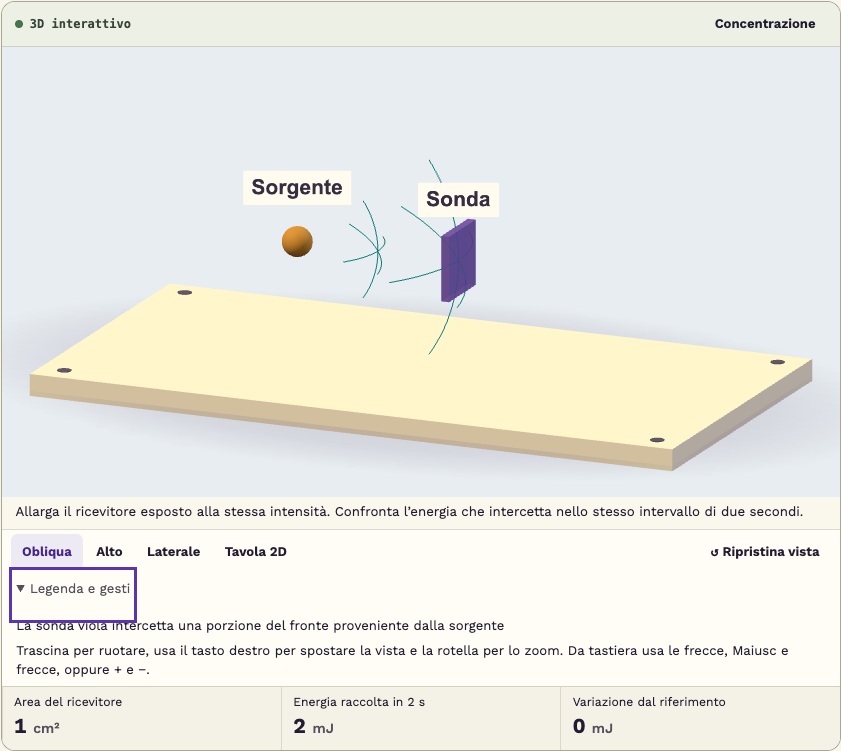 3D interattivo
Concentrazione
Sorgente
Sonda
Allarga il ricevitore esposto alla stessa intensità. Confronta l’energia che intercetta nello stesso intervallo di due secondi.
Obliqua Alto Laterale Tavola 2D ↺ Ripristina vista
▼ Legenda e gesti
La sonda viola intercetta una porzione del fronte proveniente dalla sorgente
Trascina per ruotare, usa il tasto destro per spostare la vista e la rotella per lo zoom. Da tastiera usa le frecce, Maiusc e
frecce, oppure + e −.
Area del ricevitore
1 cm²
Energia raccolta in 2 s
2 mJ
Variazione dal riferimento
0 mJ